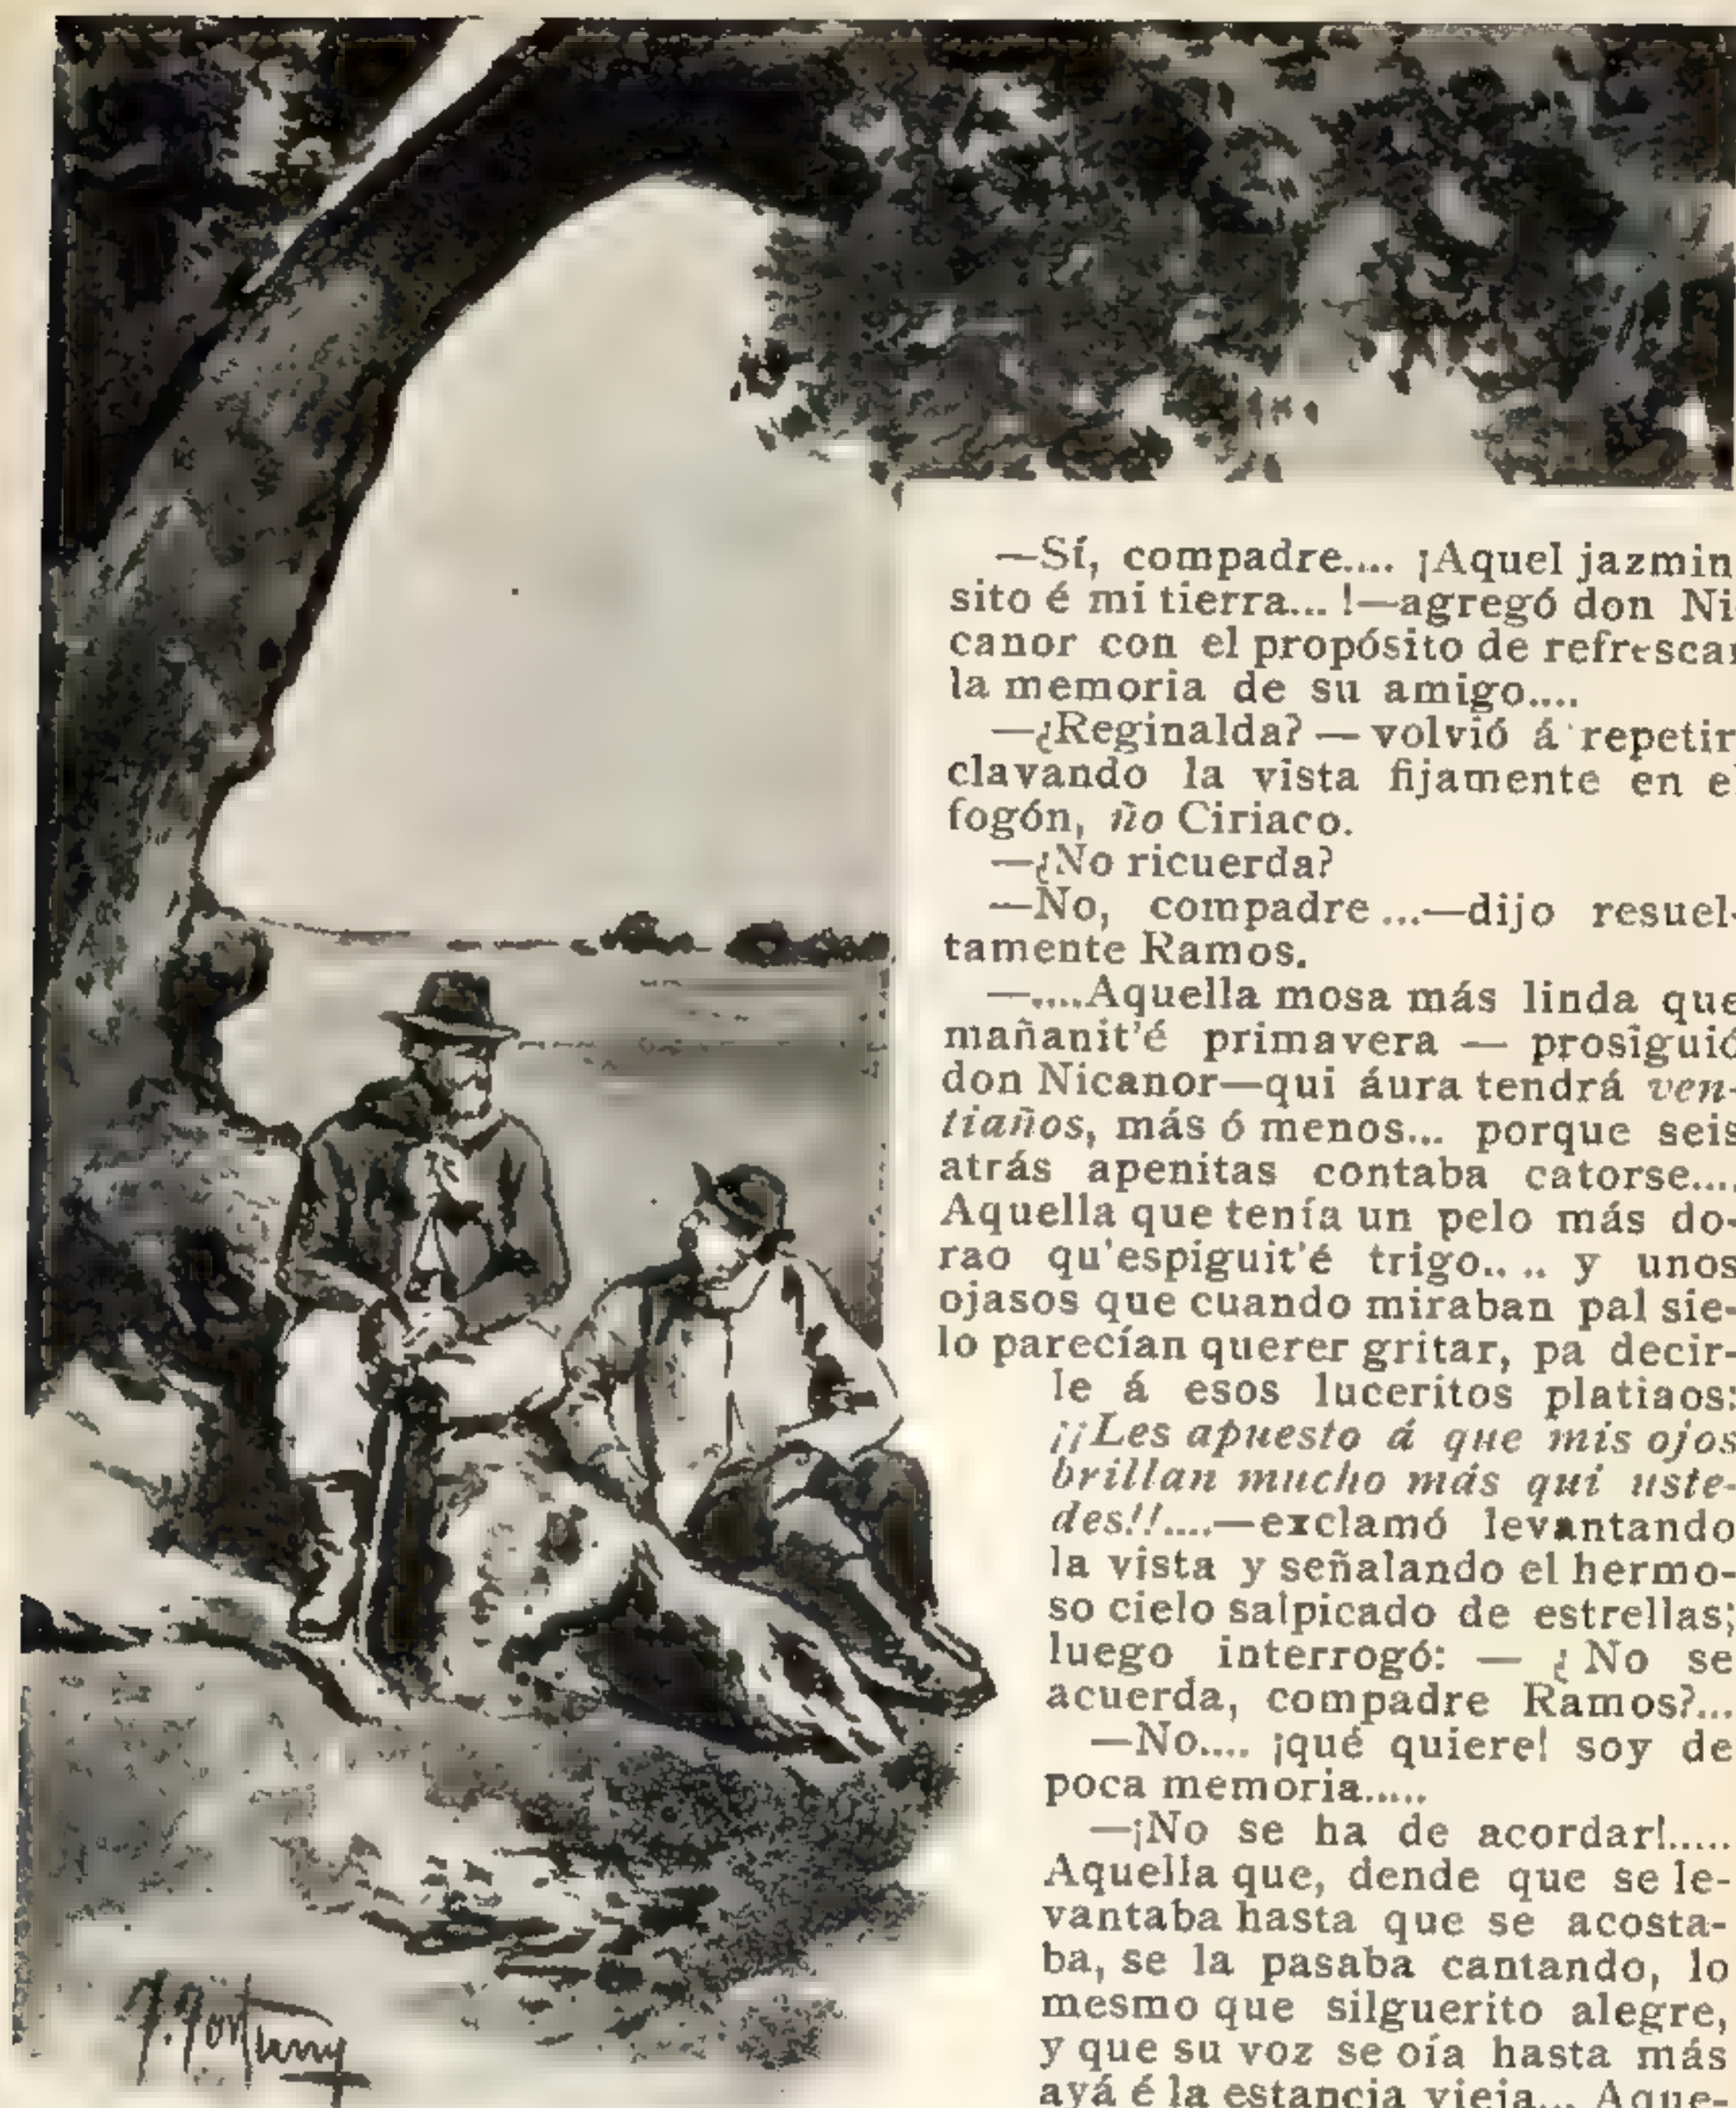 —Sí, compadre.... ¡Aquel jazmin
sito é mi tierra... !—agregó don Ni
canor con el propósito de refrescar
la memoria de su amigo....
—¿Reginalda? — volvió á repetir
clavando la vista fijamente en el
fogón, ño Ciriaco.
—¿No ricuerda?
—No, compadre ...—dijo resuel-
tamente Ramos.
—....Aquella mosa más linda que
mañanit'é primavera — prosiguió
don Nicanor—qui áura tendrá ven-
tiaños, más ó menos... porque seis
atrás apenitas contaba catorse....
Aquella que tenía un pelo más do-
rao qu'espiguit'é trigo.. .. y unos
ojasos que cuando miraban pal sie-
lo parecían querer gritar, pa decir-
le á esos luceritos platiaos:
¡¡Les apuesto á que mis ojos
brillan mucho más qui uste-
des!!....—exclamó levantando
la vista y señalando el hermo-
so cielo salpicado de estrellas;
luego interrogó: — ¿ No se
acuerda, compadre Ramos?...
—No.... ¡qué quiere! soy de
poca memoria.....
—¡No se ha de acordar!.....
Aquella que, dende que se le-
vantaba hasta que se acosta-
ba, se la pasaba cantando, lo
mesmo que silguerito alegre,
y que su voz se oía hasta más
ayá é la estancia vieja... Aque-